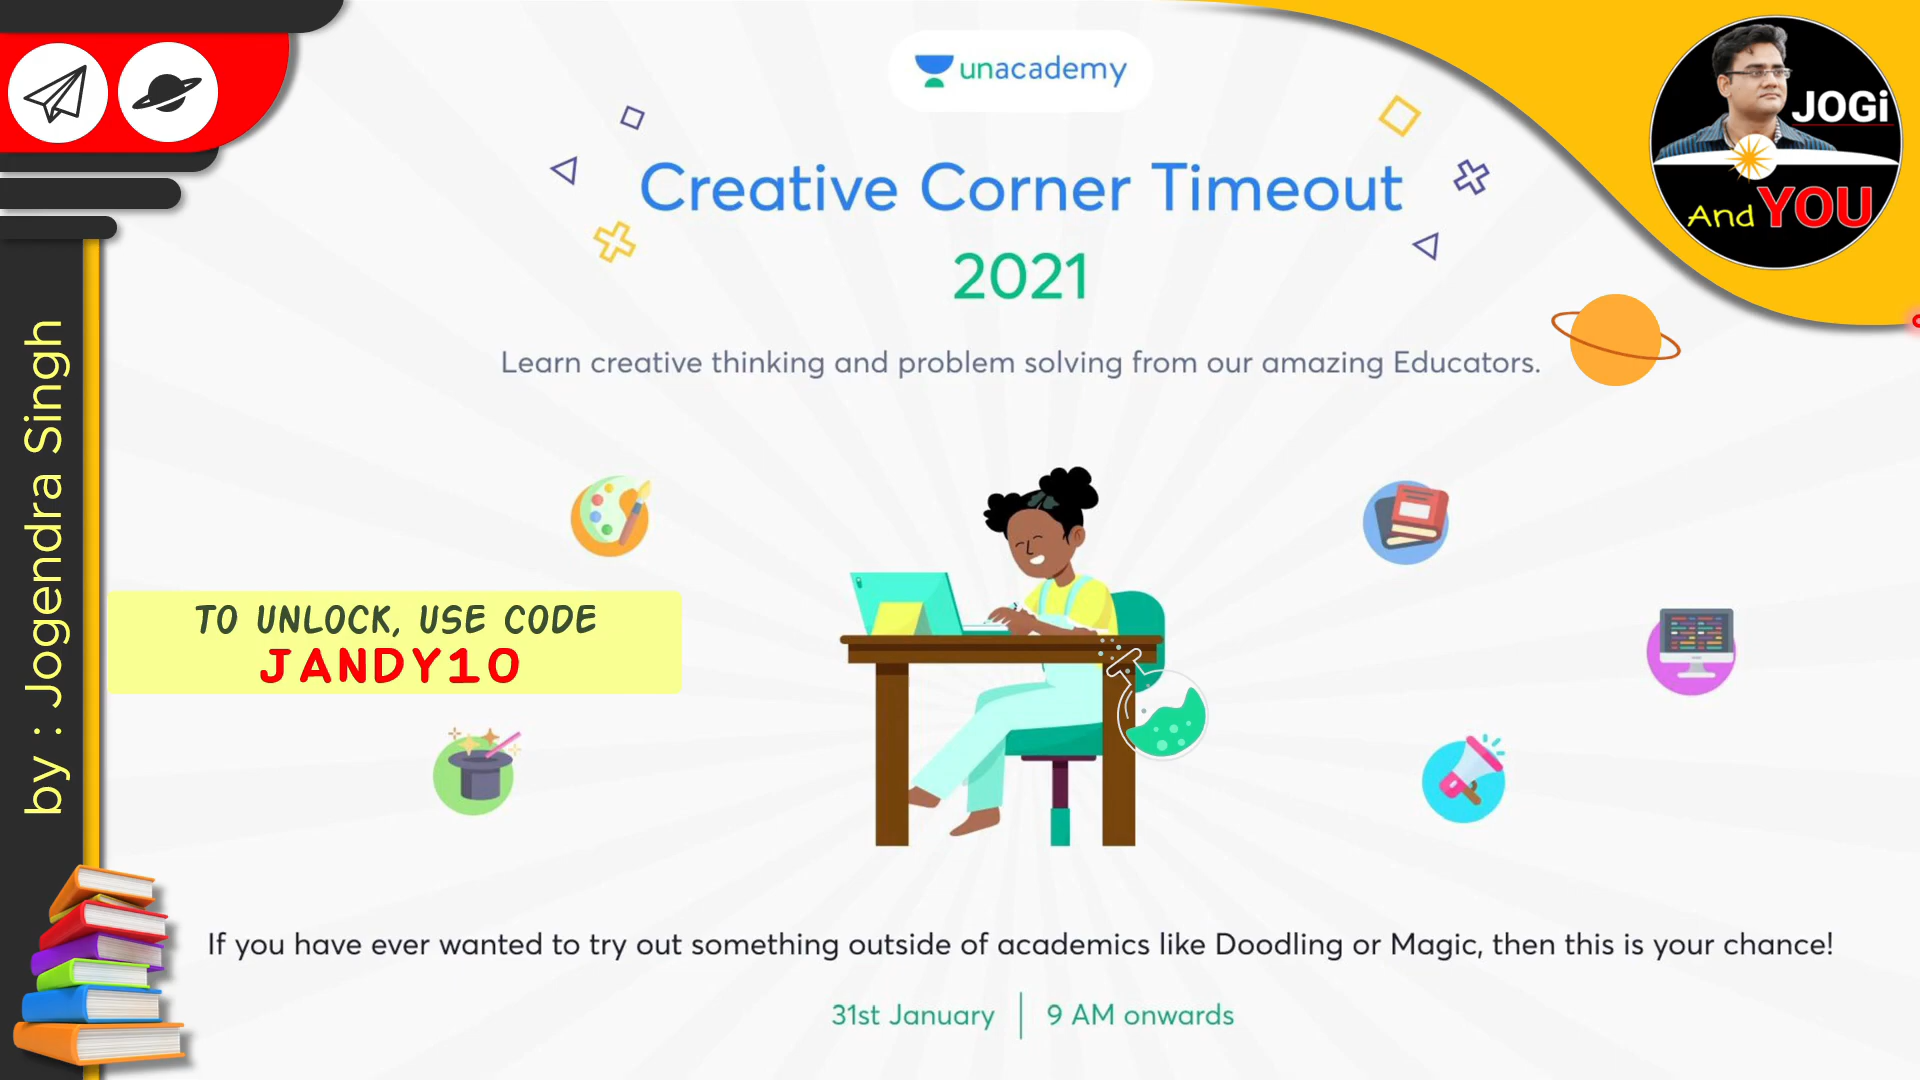 unacademy
JOGi
And YOU
Creative Corner Timeout
2021
Learn creative thinking and problem solving from our amazing Educators.
by : Jogendra Singh
TO UNLOCK, USE CODE
JANDY10
If you have ever wanted to try out something outside of academics like Doodling or Magic, then this is your chance!
31st January | 9 AM onwards